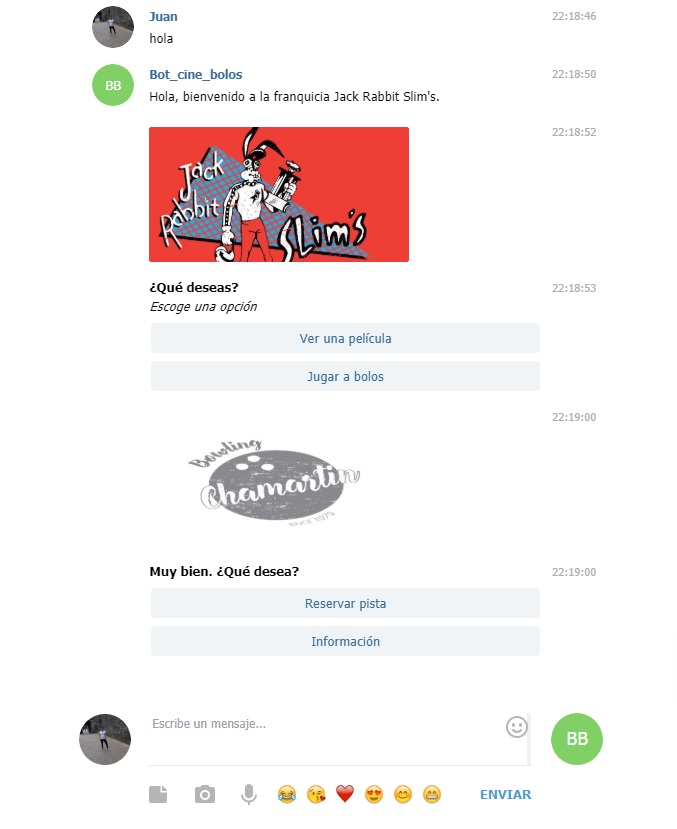 Juan 22:18:46
hola
BB Bot_cine_bolos 22:18:50
Hola, bienvenido a la franquicia Jack Rabbit Slim's.
22:18:52
Jack
Rabbit
SLim's
¿Qué deseas? 22:18:53
Escoge una opción
Ver una película
Jugar a bolos
22:19:00
Bowling
Chamartin
SINCE 1979
Muy bien. ¿Qué desea? 22:19:00
Reservar pista
Información
Escribe un mensaje...
BB
ENVIAR